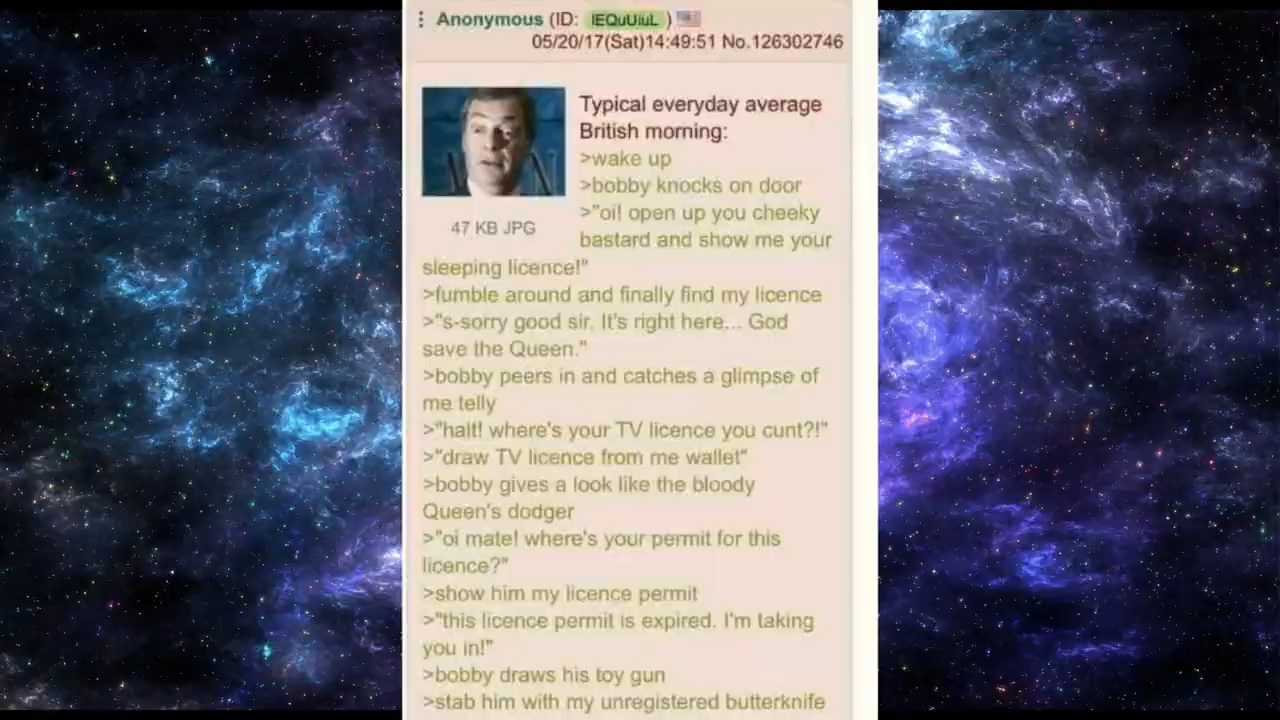 Anonymous (ID: IEQuUiuL)
05/20/17(Sat)14:49:51 No.126302746
Typical everyday average
British morning:
>wake up
>bobby knocks on door
>"oi! open up you cheeky
bastard and show me your
47 KB JPG
sleeping licence!"
>fumble around and finally find my licence
>"s-sorry good sir. It's right here... God
save the Queen."
>bobby peers in and catches a glimpse of
me telly
>"halt! where's your TV licence you cunt?!"
>"draw TV licence from me wallet"
>bobby gives a look like the bloody
Queen's dodger
>"oi mate! where's your permit for this
licence?"
>show him my licence permit
>"this licence permit is expired. I'm taking
you in!"
>bobby draws his toy gun
>stab him with my unregistered butterknife